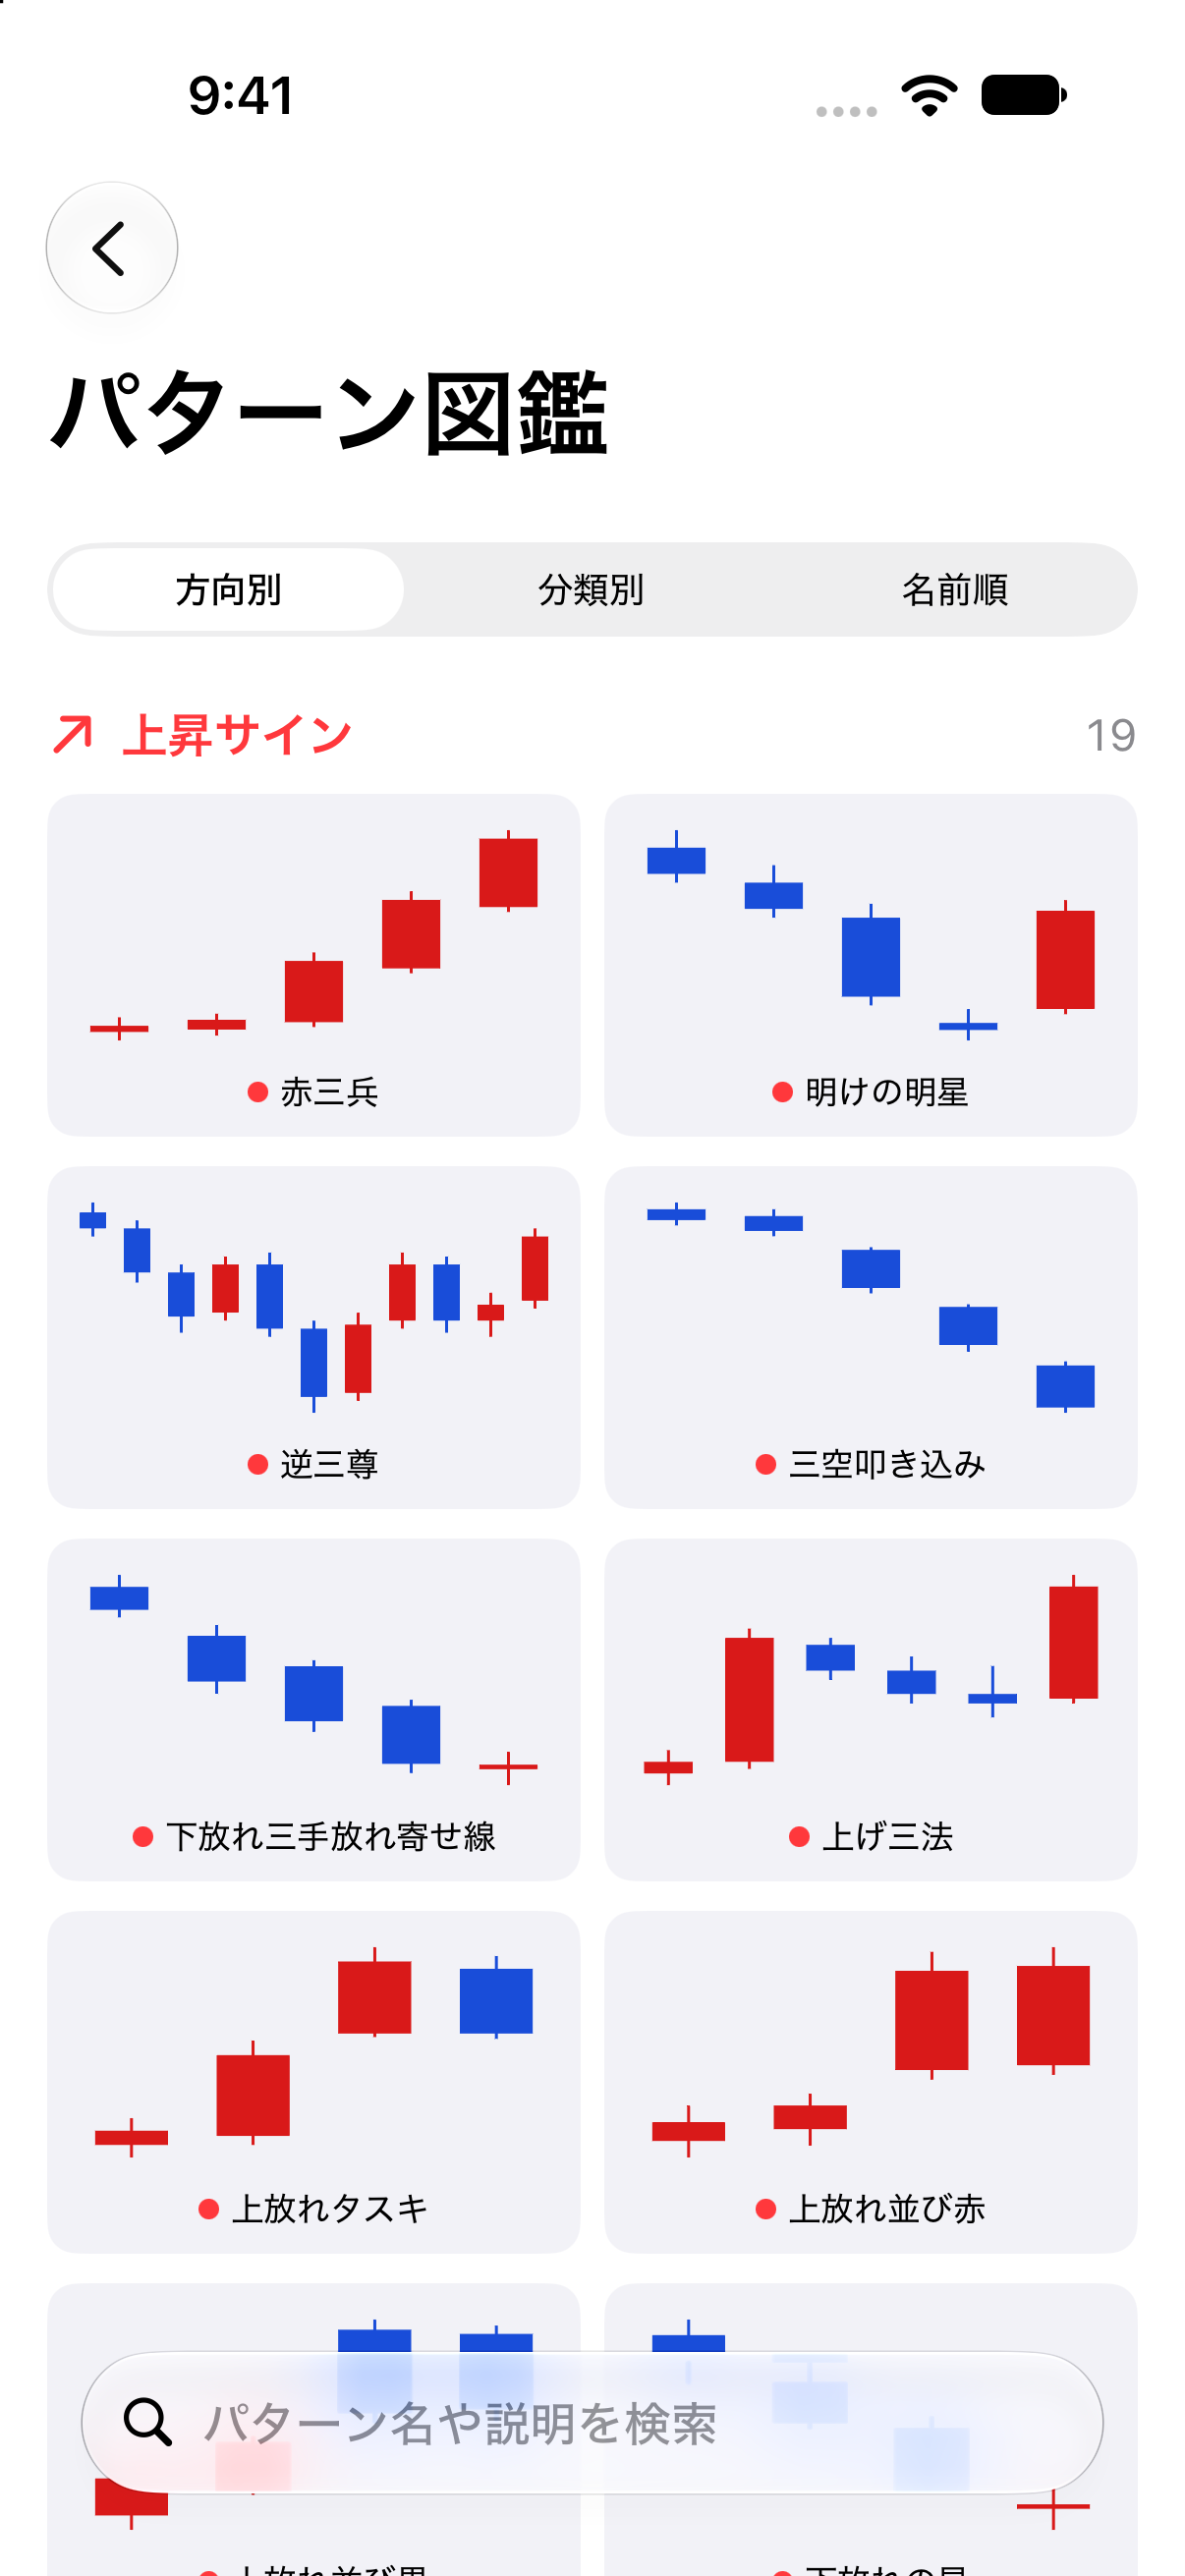 9:41
パターン図鑑
方向別 分類別 名前順
上昇サイン 19
赤三兵 明けの明星
逆三尊 三空叩き込み
下放れ三手放れ寄せ線 上げ三法
上放れタスキ 上放れ並び赤
パターン名や説明を検索